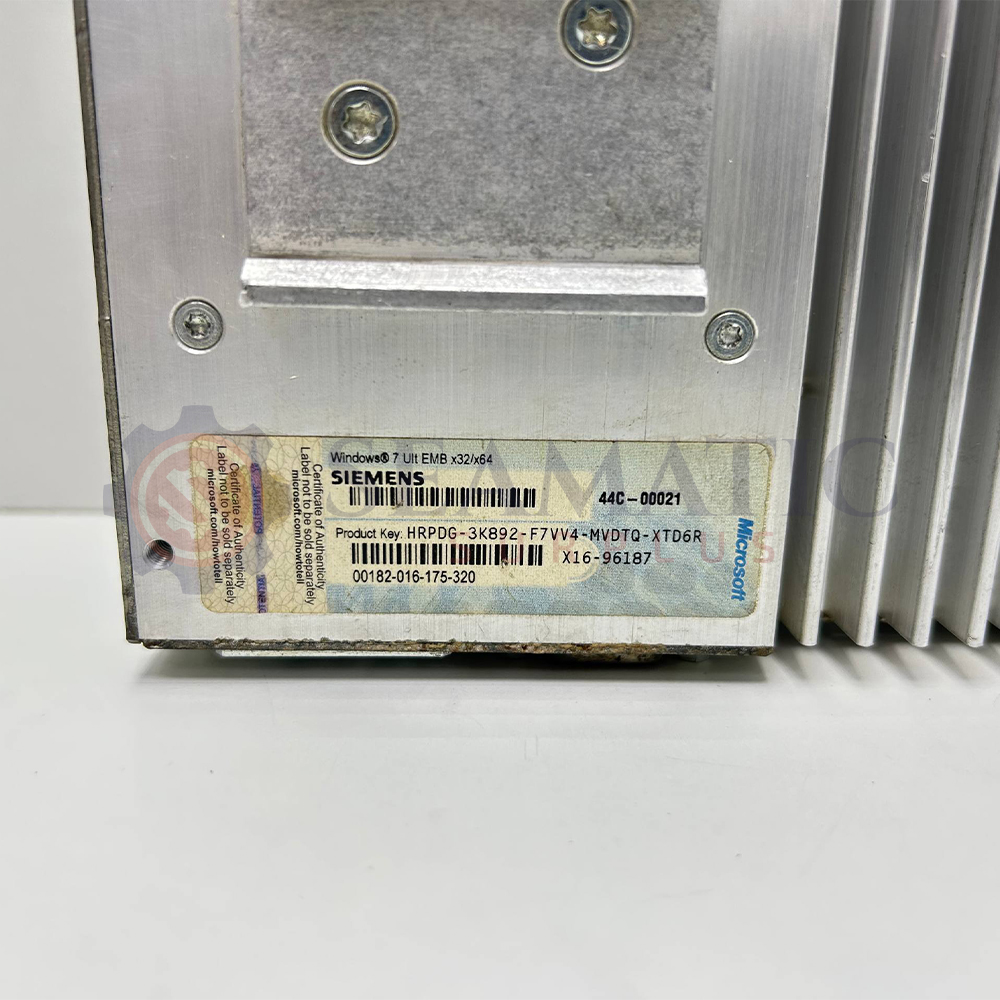 Windows® 7 Ult EMB x32/x64
SIEMENS
44C-00021
Product Key: HRPDG-3K892-F7VV4-MVDTQ-XTD6R
X16-96187
00182-016-175-320
Certificate of Authenticity
Label not to be sold separately
microsoft.com/howtotell
Certificate of Authenticity
Label not to be sold separately
microsoft.com/howtotell
Microsoft
SEAMATIC